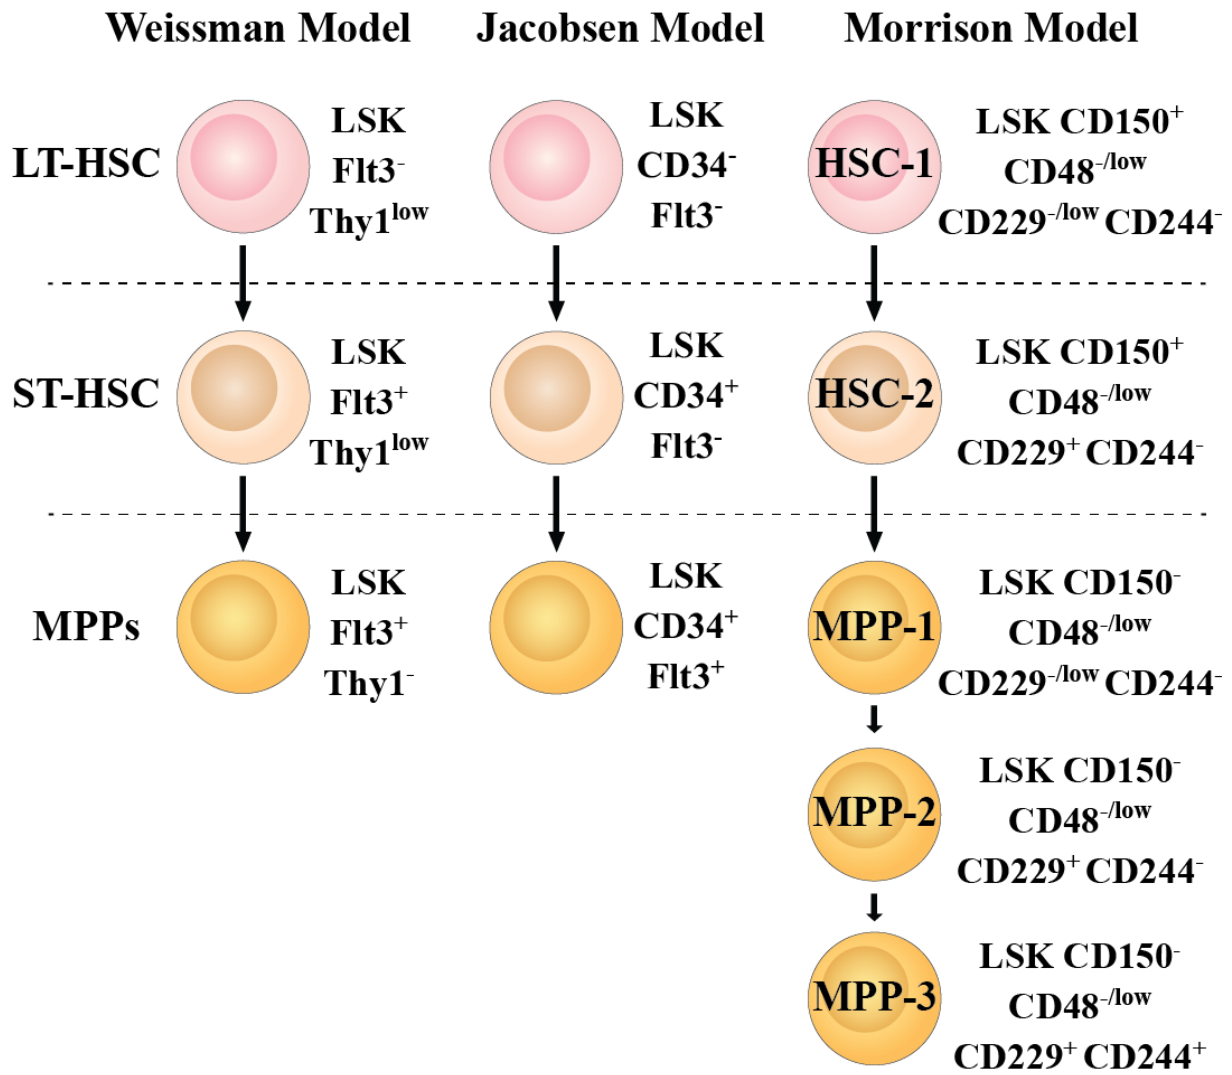 Weissman Model
Jacobsen Model
Morrison Model
LT-HSC
LSK
Flt3⁻
Thy1ˡᵒʷ
LSK
CD34⁻
Flt3⁻
HSC-1
LSK CD150⁺
CD48⁻/ˡᵒʷ
CD229⁻/ˡᵒʷ CD244⁻
ST-HSC
LSK
Flt3⁺
Thy1ˡᵒʷ
LSK
CD34⁺
Flt3⁻
HSC-2
LSK CD150⁺
CD48⁻/ˡᵒʷ
CD229⁺ CD244⁻
MPPs
LSK
Flt3⁺
Thy1⁻
LSK
CD34⁺
Flt3⁺
MPP-1
LSK CD150⁻
CD48⁻/ˡᵒʷ
CD229⁻/ˡᵒʷ CD244⁻
MPP-2
LSK CD150⁻
CD48⁻/ˡᵒʷ
CD229⁺ CD244⁻
MPP-3
LSK CD150⁻
CD48⁻/ˡᵒʷ
CD229⁺ CD244⁺